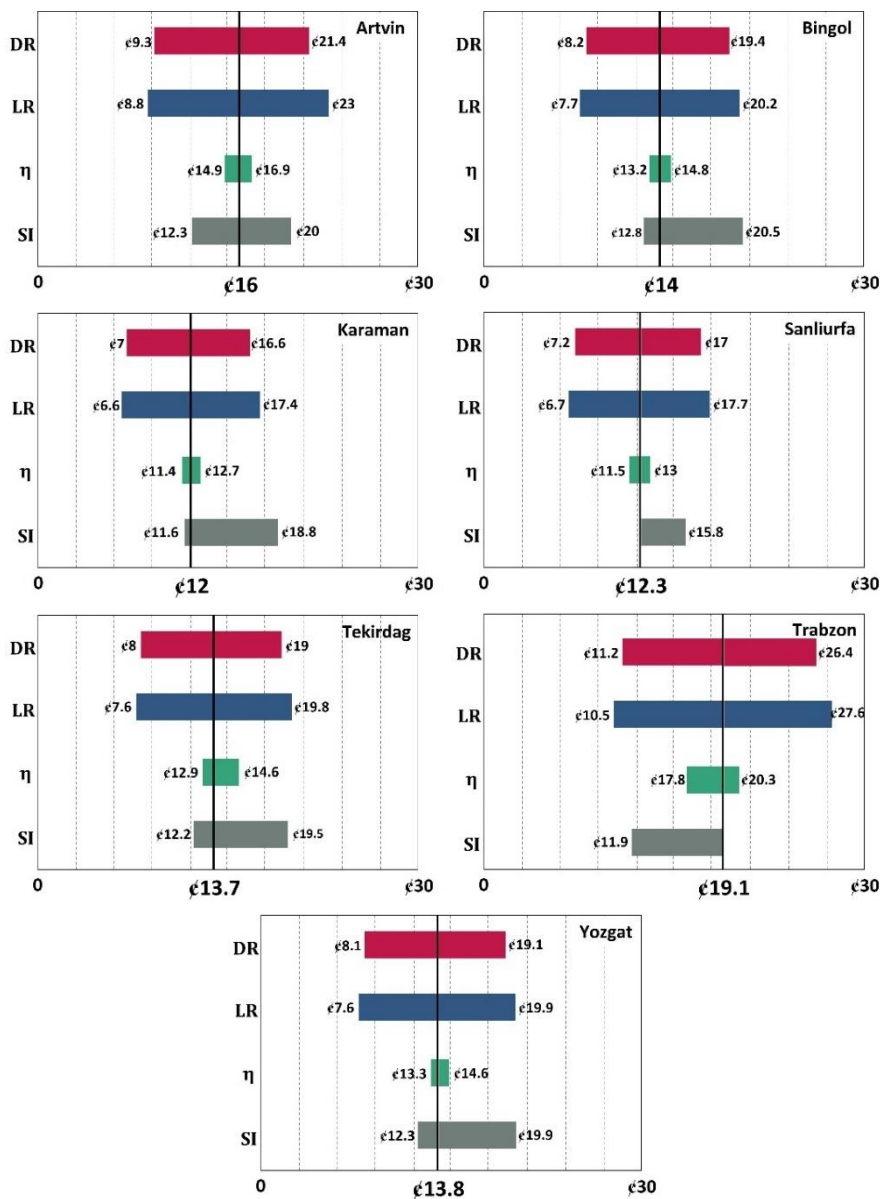 Artvin
DR ¢9.3 ¢21.4
LR ¢8.8 ¢23
η ¢14.9 ¢16.9
SI ¢12.3 ¢20
0 ¢16 ¢30
Bingol
DR ¢8.2 ¢19.4
LR ¢7.7 ¢20.2
η ¢13.2 ¢14.8
SI ¢12.8 ¢20.5
0 ¢14 ¢30
Karaman
DR ¢7 ¢16.6
LR ¢6.6 ¢17.4
η ¢11.4 ¢12.7
SI ¢11.6 ¢18.8
0 ¢12 ¢30
Sanliurfa
DR ¢7.2 ¢17
LR ¢6.7 ¢17.7
η ¢11.5 ¢13
SI ¢15.8
0 ¢12.3 ¢30
Tekirdag
DR ¢8 ¢19
LR ¢7.6 ¢19.8
η ¢12.9 ¢14.6
SI ¢12.2 ¢19.5
0 ¢13.7 ¢30
Trabzon
DR ¢11.2 ¢26.4
LR ¢10.5 ¢27.6
η ¢17.8 ¢20.3
SI ¢11.9
0 ¢19.1 ¢30
Yozgat
DR ¢8.1 ¢19.1
LR ¢7.6 ¢19.9
η ¢13.3 ¢14.6
SI ¢12.3 ¢19.9
0 ¢13.8 ¢30